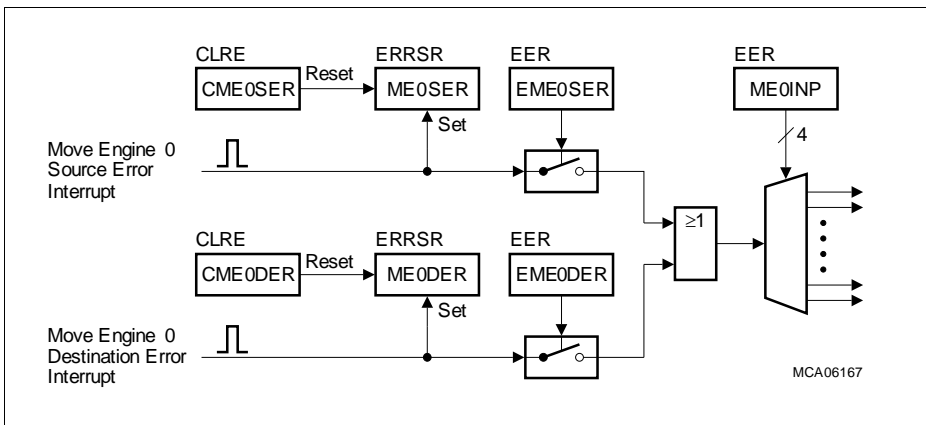 CLRE
ERRSR
EER
EER
CME0SER
Reset
ME0SER
EME0SER
ME0INP
Set
4
Move Engine 0
Source Error
Interrupt
≥1
CLRE
ERRSR
EER
CME0DER
Reset
ME0DER
EME0DER
Set
Move Engine 0
Destination Error
Interrupt
MCA06167